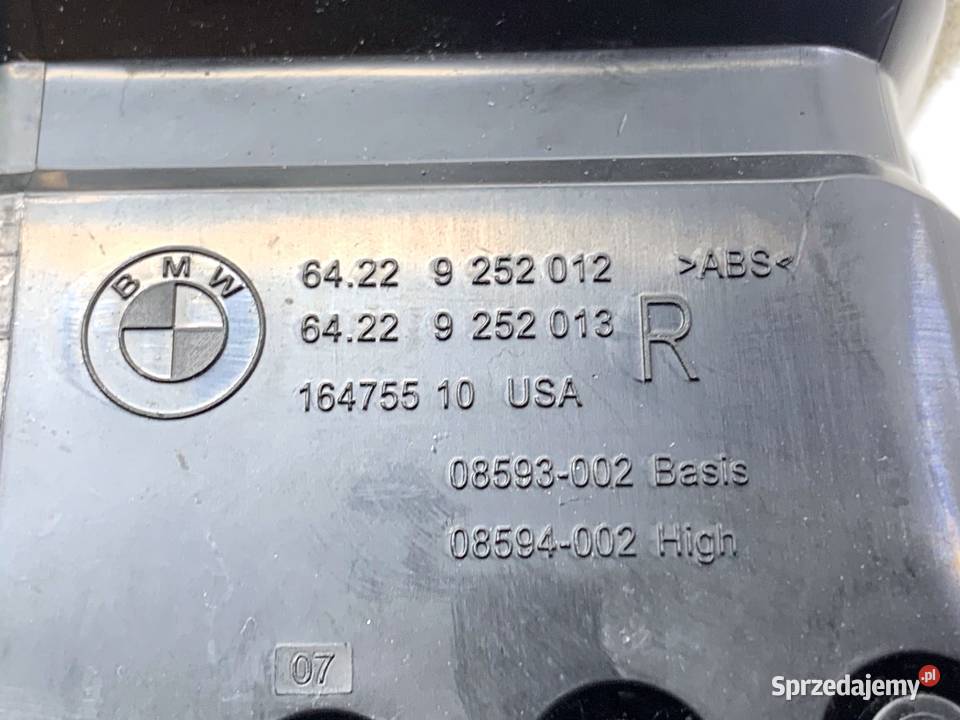 BMW
64.22 9 252 012 >ABS<
64.22 9 252 013 R
164755 10 USA
08593-002 Basis
08594-002 High
07
Sprzedajemy.pl